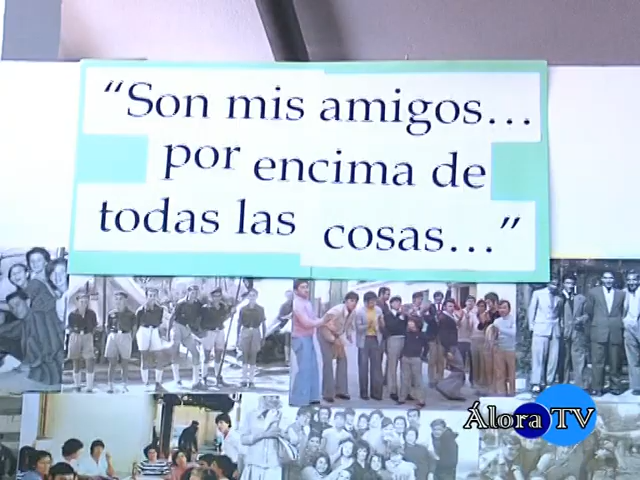 “Son mis amigos...
por encima de
todas las cosas...”
Álora TV